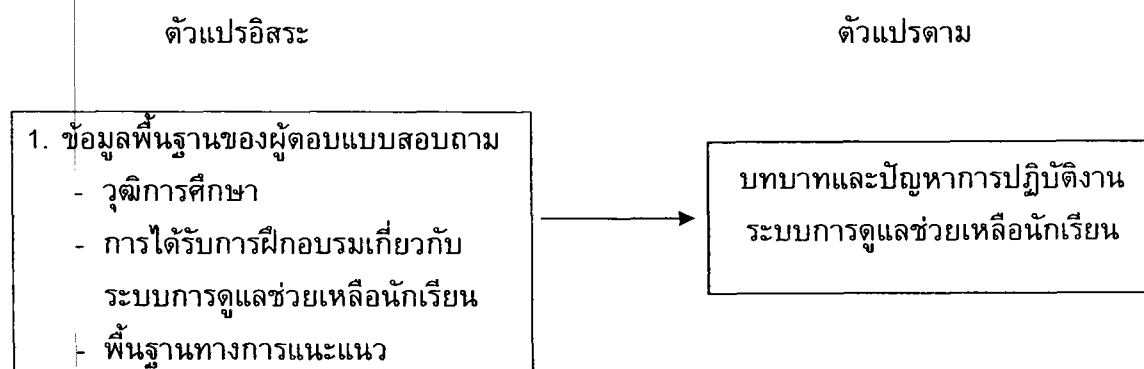 ตัวแปรอิสระ
ตัวแปรตาม
1. ข้อมูลพื้นฐานของผู้ตอบแบบสอบถาม
- วุฒิการศึกษา
- การได้รับการฝึกอบรมเกี่ยวกับ
ระบบการดูแลช่วยเหลือนักเรียน
- พื้นฐานทางการแนะแนว
บทบาทและปัญหาการปฏิบัติงาน
ระบบการดูแลช่วยเหลือนักเรียน